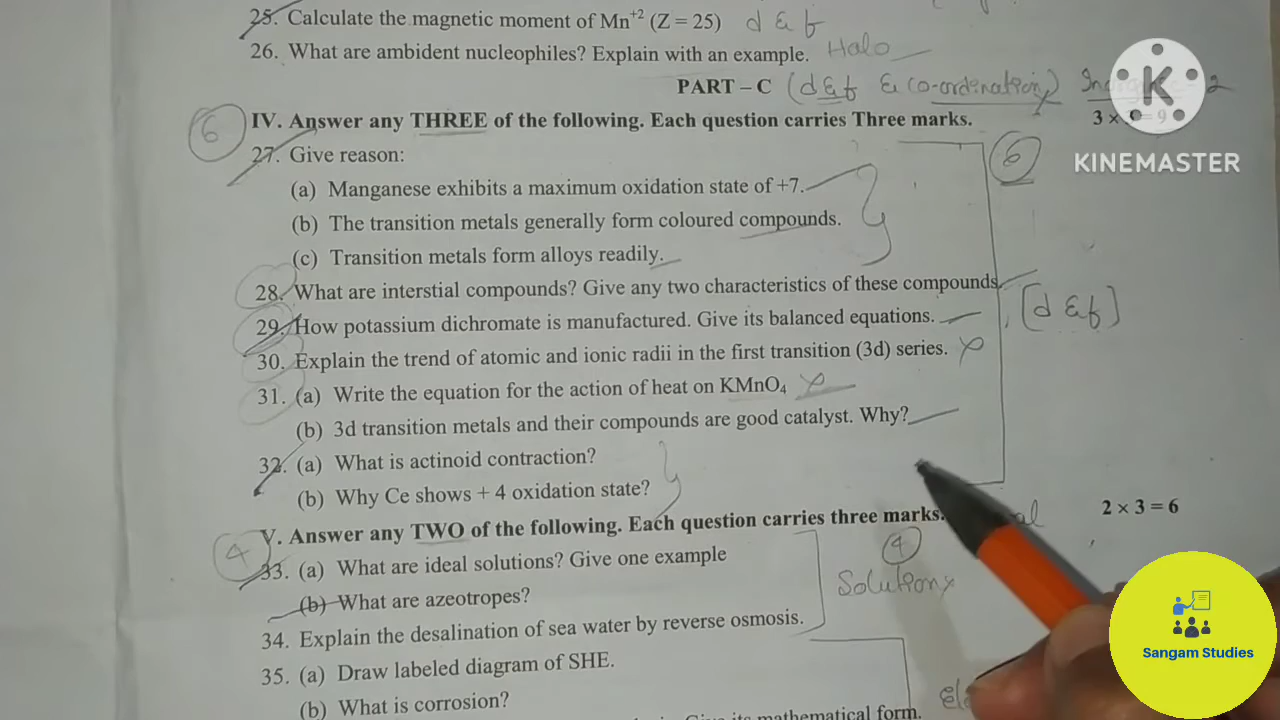 25. Calculate the magnetic moment of Mn+2 (Z = 25) d & f
26. What are ambident nucleophiles? Explain with an example. Halo
PART – C (d & f & co-ordination)
6 IV. Answer any THREE of the following. Each question carries Three marks.
27. Give reason: 6
KINEMASTER
(a) Manganese exhibits a maximum oxidation state of +7.
(b) The transition metals generally form coloured compounds.
(c) Transition metals form alloys readily.
28. What are interstial compounds? Give any two characteristics of these compounds.
29. How potassium dichromate is manufactured. Give its balanced equations. [d & f]
30. Explain the trend of atomic and ionic radii in the first transition (3d) series.
31. (a) Write the equation for the action of heat on KMnO4
(b) 3d transition metals and their compounds are good catalyst. Why?
32. (a) What is actinoid contraction?
(b) Why Ce shows + 4 oxidation state?
V. Answer any TWO of the following. Each question carries three marks. 2 × 3 = 6
4 33. (a) What are ideal solutions? Give one example 4
(b) What are azeotropes? Solution
34. Explain the desalination of sea water by reverse osmosis.
35. (a) Draw labeled diagram of SHE.
(b) What is corrosion?
Give its mathematical form.
Sangam Studies